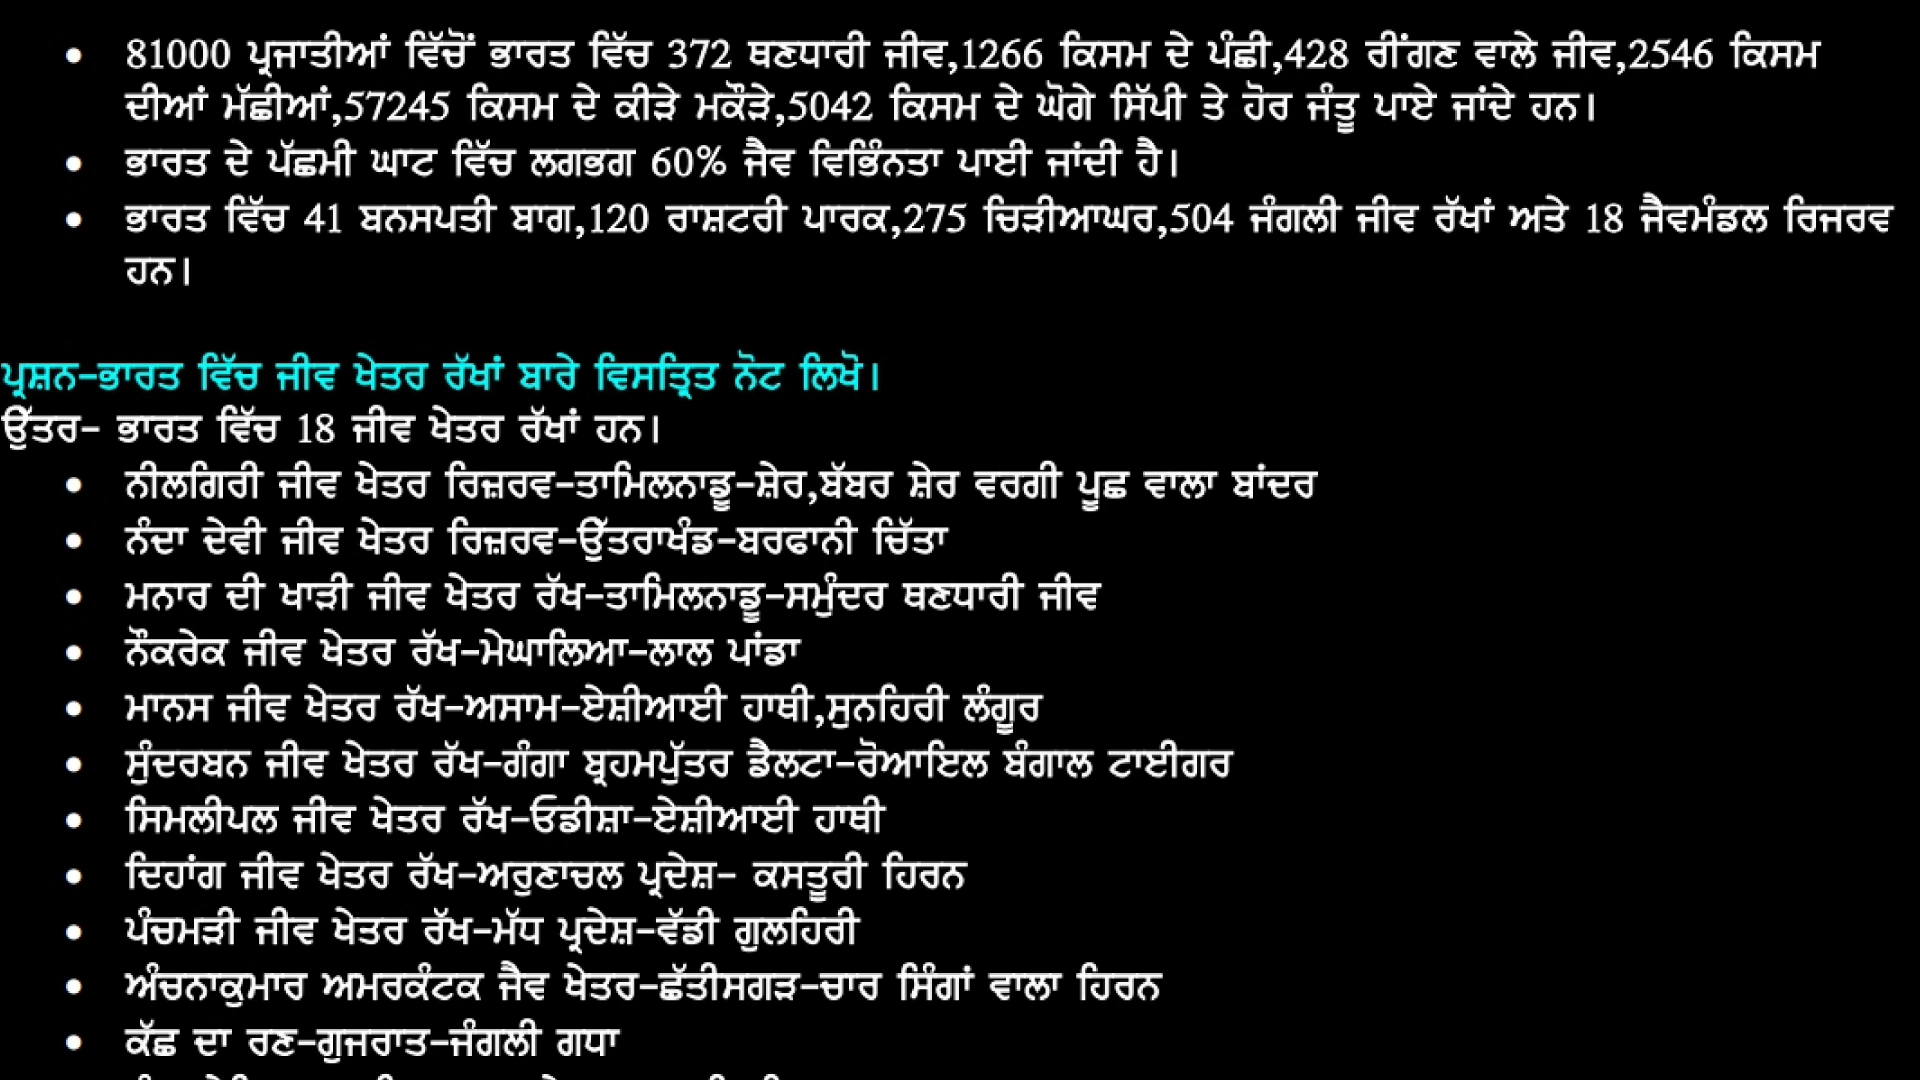 • 81000 ਪ੍ਰਜਾਤੀਆਂ ਵਿੱਚੋਂ ਭਾਰਤ ਵਿੱਚ 372 ਥਣਧਾਰੀ ਜੀਵ,1266 ਕਿਸਮ ਦੇ ਪੰਛੀ,428 ਰੀਂਗਣ ਵਾਲੇ ਜੀਵ,2546 ਕਿਸਮ
ਦੀਆਂ ਮੱਛੀਆਂ,57245 ਕਿਸਮ ਦੇ ਕੀੜੇ ਮਕੌੜੇ,5042 ਕਿਸਮ ਦੇ ਘੋਗੇ ਸਿੱਪੀ ਤੇ ਹੋਰ ਜੰਤੂ ਪਾਏ ਜਾਂਦੇ ਹਨ।
• ਭਾਰਤ ਦੇ ਪੱਛਮੀ ਘਾਟ ਵਿੱਚ ਲਗਭਗ 60% ਜੈਵ ਵਿਭਿੰਨਤਾ ਪਾਈ ਜਾਂਦੀ ਹੈ।
• ਭਾਰਤ ਵਿੱਚ 41 ਬਨਸਪਤੀ ਬਾਗ,120 ਰਾਸ਼ਟਰੀ ਪਾਰਕ,275 ਚਿੜੀਆਘਰ,504 ਜੰਗਲੀ ਜੀਵ ਰੱਖਾਂ ਅਤੇ 18 ਜੈਵਮੰਡਲ ਰਿਜਰਵ
ਹਨ।
ਪ੍ਰਸ਼ਨ-ਭਾਰਤ ਵਿੱਚ ਜੀਵ ਖੇਤਰ ਰੱਖਾਂ ਬਾਰੇ ਵਿਸਤ੍ਰਿਤ ਨੋਟ ਲਿਖੋ।
ਉੱਤਰ- ਭਾਰਤ ਵਿੱਚ 18 ਜੀਵ ਖੇਤਰ ਰੱਖਾਂ ਹਨ।
• ਨੀਲਗਿਰੀ ਜੀਵ ਖੇਤਰ ਰਿਜ਼ਰਵ-ਤਾਮਿਲਨਾਡੂ-ਸ਼ੇਰ,ਬੱਬਰ ਸ਼ੇਰ ਵਰਗੀ ਪੂਛ ਵਾਲਾ ਬਾਂਦਰ
• ਨੰਦਾ ਦੇਵੀ ਜੀਵ ਖੇਤਰ ਰਿਜ਼ਰਵ-ਉੱਤਰਾਖੰਡ-ਬਰਫਾਨੀ ਚਿੱਤਾ
• ਮਨਾਰ ਦੀ ਖਾੜੀ ਜੀਵ ਖੇਤਰ ਰੱਖ-ਤਾਮਿਲਨਾਡੂ-ਸਮੁੰਦਰ ਥਣਧਾਰੀ ਜੀਵ
• ਨੌਕਰੇਕ ਜੀਵ ਖੇਤਰ ਰੱਖ-ਮੇਘਾਲਿਆ-ਲਾਲ ਪਾਂਡਾ
• ਮਾਨਸ ਜੀਵ ਖੇਤਰ ਰੱਖ-ਅਸਾਮ-ਏਸ਼ੀਆਈ ਹਾਥੀ,ਸੁਨਹਿਰੀ ਲੰਗੂਰ
• ਸੁੰਦਰਬਨ ਜੀਵ ਖੇਤਰ ਰੱਖ-ਗੰਗਾ ਬ੍ਰਹਮਪੁੱਤਰ ਡੈਲਟਾ-ਰੋਆਇਲ ਬੰਗਾਲ ਟਾਈਗਰ
• ਸਿਮਲੀਪਲ ਜੀਵ ਖੇਤਰ ਰੱਖ-ਓਡੀਸ਼ਾ-ਏਸ਼ੀਆਈ ਹਾਥੀ
• ਦਿਹਾਂਗ ਜੀਵ ਖੇਤਰ ਰੱਖ-ਅਰੁਣਾਚਲ ਪ੍ਰਦੇਸ਼- ਕਸਤੂਰੀ ਹਿਰਨ
• ਪੰਚਮੜੀ ਜੀਵ ਖੇਤਰ ਰੱਖ-ਮੱਧ ਪ੍ਰਦੇਸ਼-ਵੱਡੀ ਗੁਲਹਿਰੀ
• ਅੰਚਨਾਕੁਮਾਰ ਅਮਰਕੰਟਕ ਜੈਵ ਖੇਤਰ-ਛੱਤੀਸਗੜ-ਚਾਰ ਸਿੰਗਾਂ ਵਾਲਾ ਹਿਰਨ
• ਕੱਛ ਦਾ ਰਣ-ਗੁਜਰਾਤ-ਜੰਗਲੀ ਗਧਾ